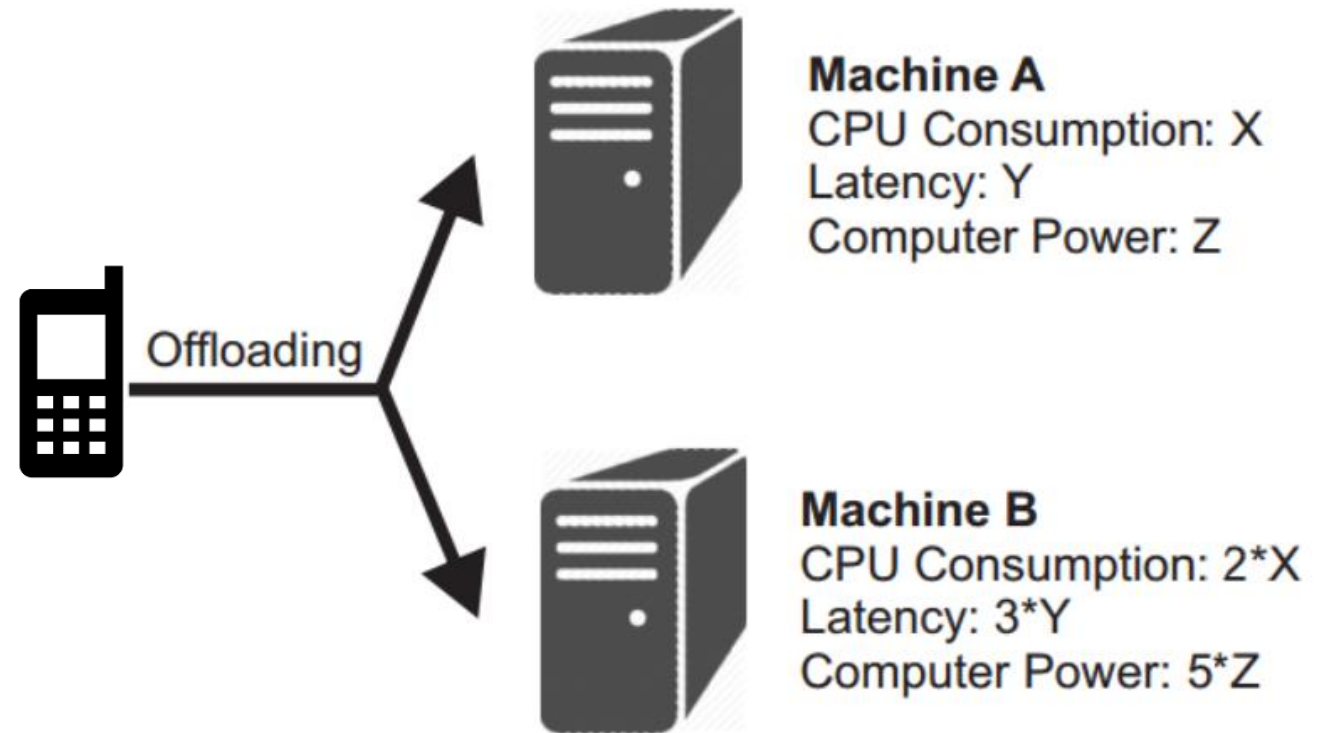 Machine A
CPU Consumption: X
Latency: Y
Computer Power: Z
Offloading
Machine B
CPU Consumption: 2*X
Latency: 3*Y
Computer Power: 5*Z